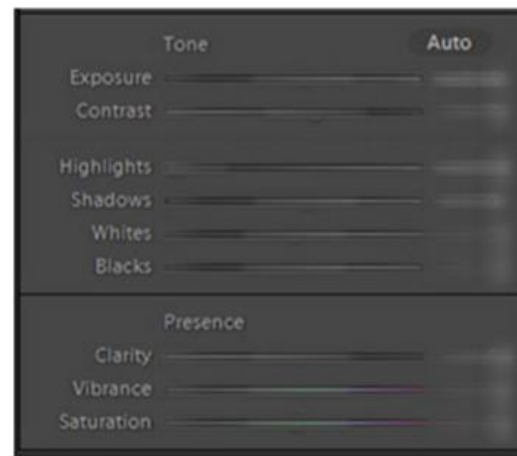 Tone Auto
Exposure
Contrast
Highlights
Shadows
Whites
Blacks
Presence
Clarity
Vibrance
Saturation